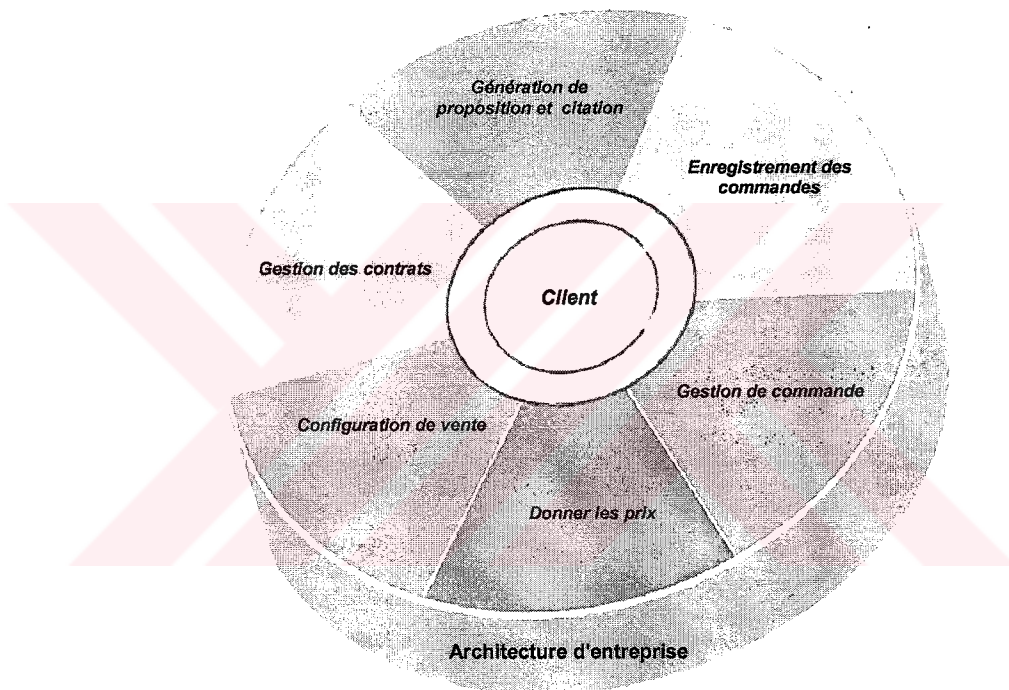 Génération de
proposition et citation
Enregistrement des
commandes
Gestion des contrats
Client
Gestion de commande
Configuration de vente
Donner les prix
Architecture d'entreprise